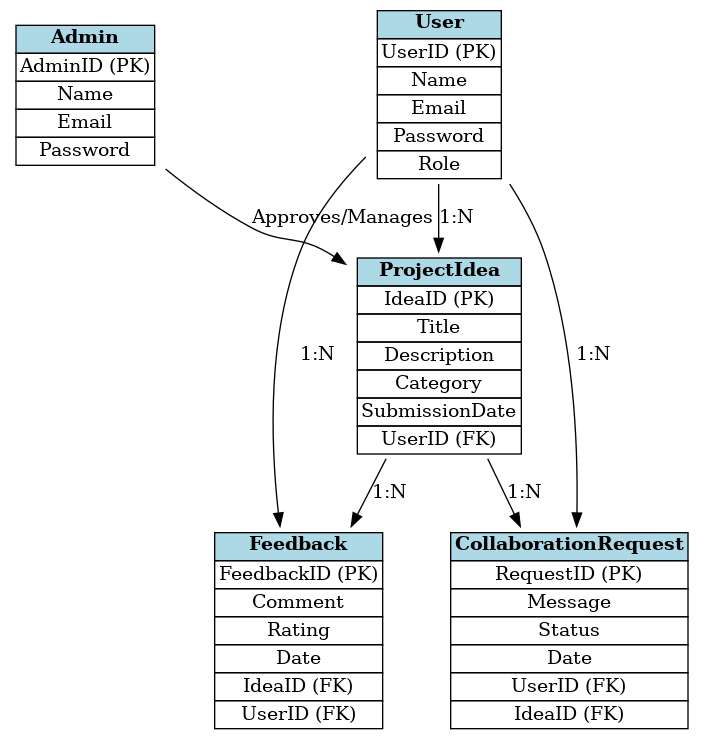 Admin
AdminID (PK)
Name
Email
Password
User
UserID (PK)
Name
Email
Password
Role
Approves/Manages
1:N
ProjectIdea
IdeaID (PK)
Title
Description
Category
SubmissionDate
UserID (FK)
1:N
1:N
1:N
1:N
Feedback
FeedbackID (PK)
Comment
Rating
Date
IdeaID (FK)
UserID (FK)
CollaborationRequest
RequestID (PK)
Message
Status
Date
UserID (FK)
IdeaID (FK)